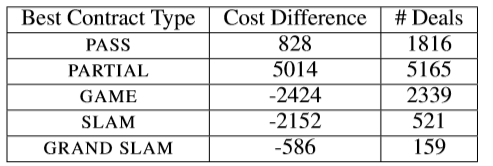 Best Contract Type Cost Difference # Deals
PASS 828 1816
PARTIAL 5014 5165
GAME -2424 2339
SLAM -2152 521
GRAND SLAM -586 159